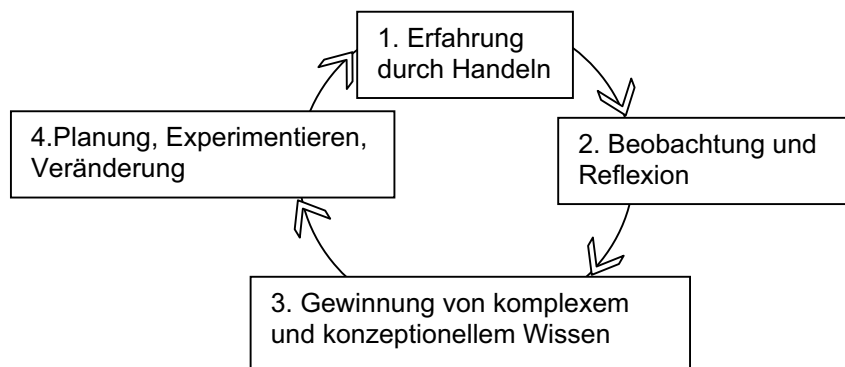 1. Erfahrung
durch Handeln
2. Beobachtung und
Reflexion
3. Gewinnung von komplexem
und konzeptionellem Wissen
4.Planung, Experimentieren,
Veränderung